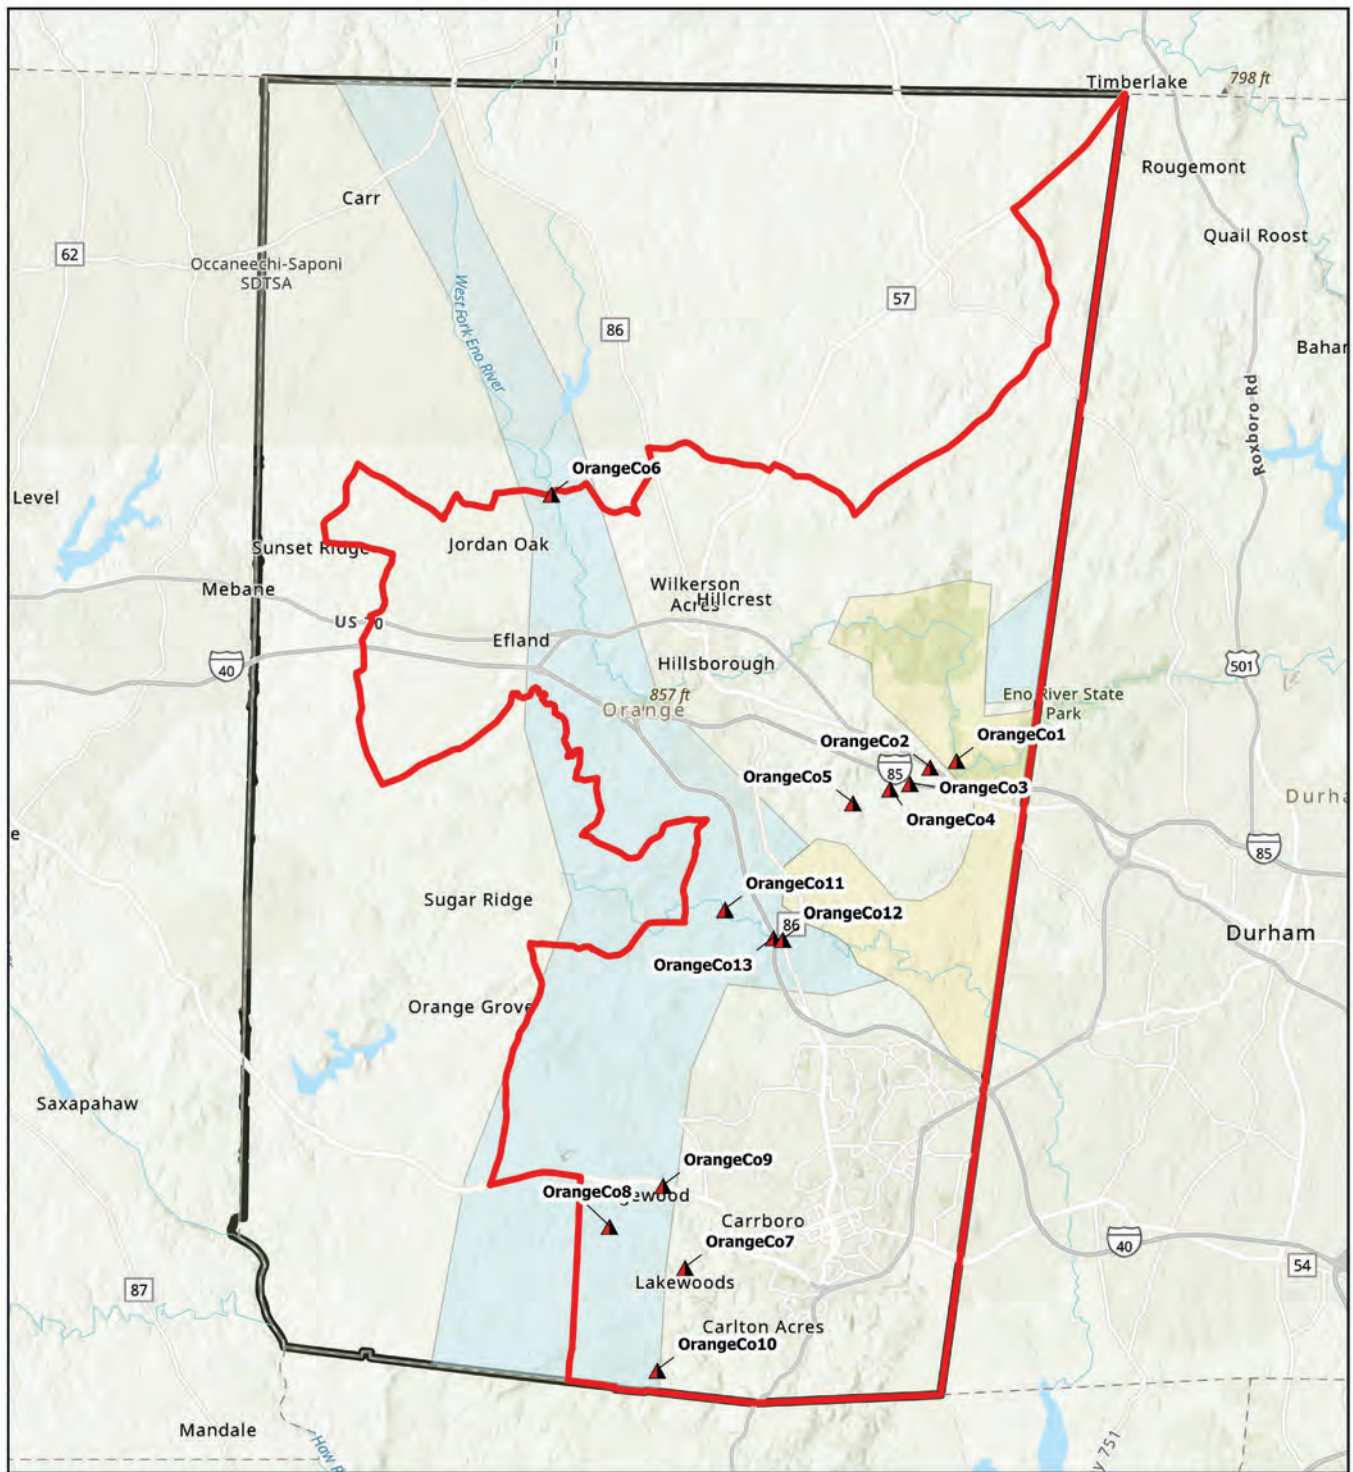 Timberlake
798 ft
Rougemont
Carr
Quail Roost
62
Occaneechi-Saponi
SDTSA
57
West Fork Eno River
86
Roxboro Rd
OrangeCo6
Level
Jordan Oak
Sunset Ridge
Mebane
Wilkerson
Acres
Hillcrest
US 70
Efland
Hillsborough
40
501
857 ft
Orange
Eno River State
Park
OrangeCo2
OrangeCo1
85
OrangeCo5
OrangeCo3
OrangeCo4
e
85
OrangeCo11
Sugar Ridge
OrangeCo12
86
Durham
OrangeCo13
Orange Grove
Saxapahaw
OrangeCo9
OrangeCo8
gewood
Carrboro
OrangeCo7
40
54
87
Lakewoods
Carlton Acres
OrangeCo10
Mandale
Haw
y 751